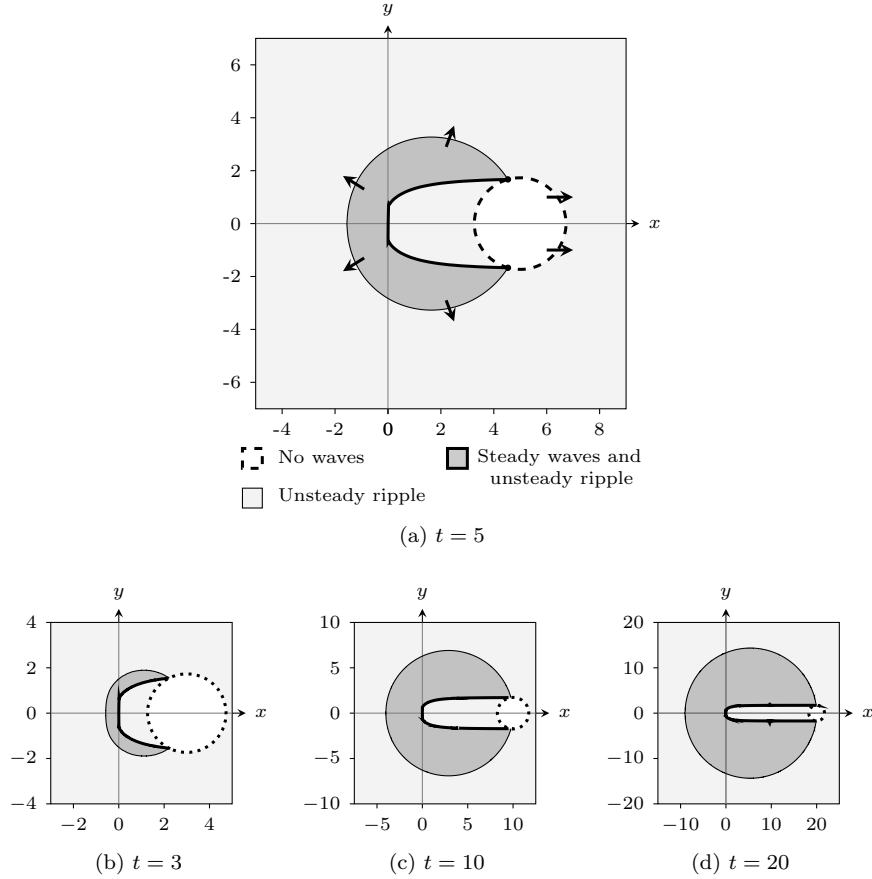 y
6
4
2
0
-2
-4
-6
x
-4 -2 0 2 4 6 8
No waves
Steady waves and
unsteady ripple
Unsteady ripple
(a) t = 5
y
4
2
0
−2
−4
x
−2 0 2 4
(b) t = 3
y
10
5
0
−5
−10
x
−5 0 5 10
(c) t = 10
y
20
10
0
−10
−20
x
−10 0 10 20
(d) t = 20